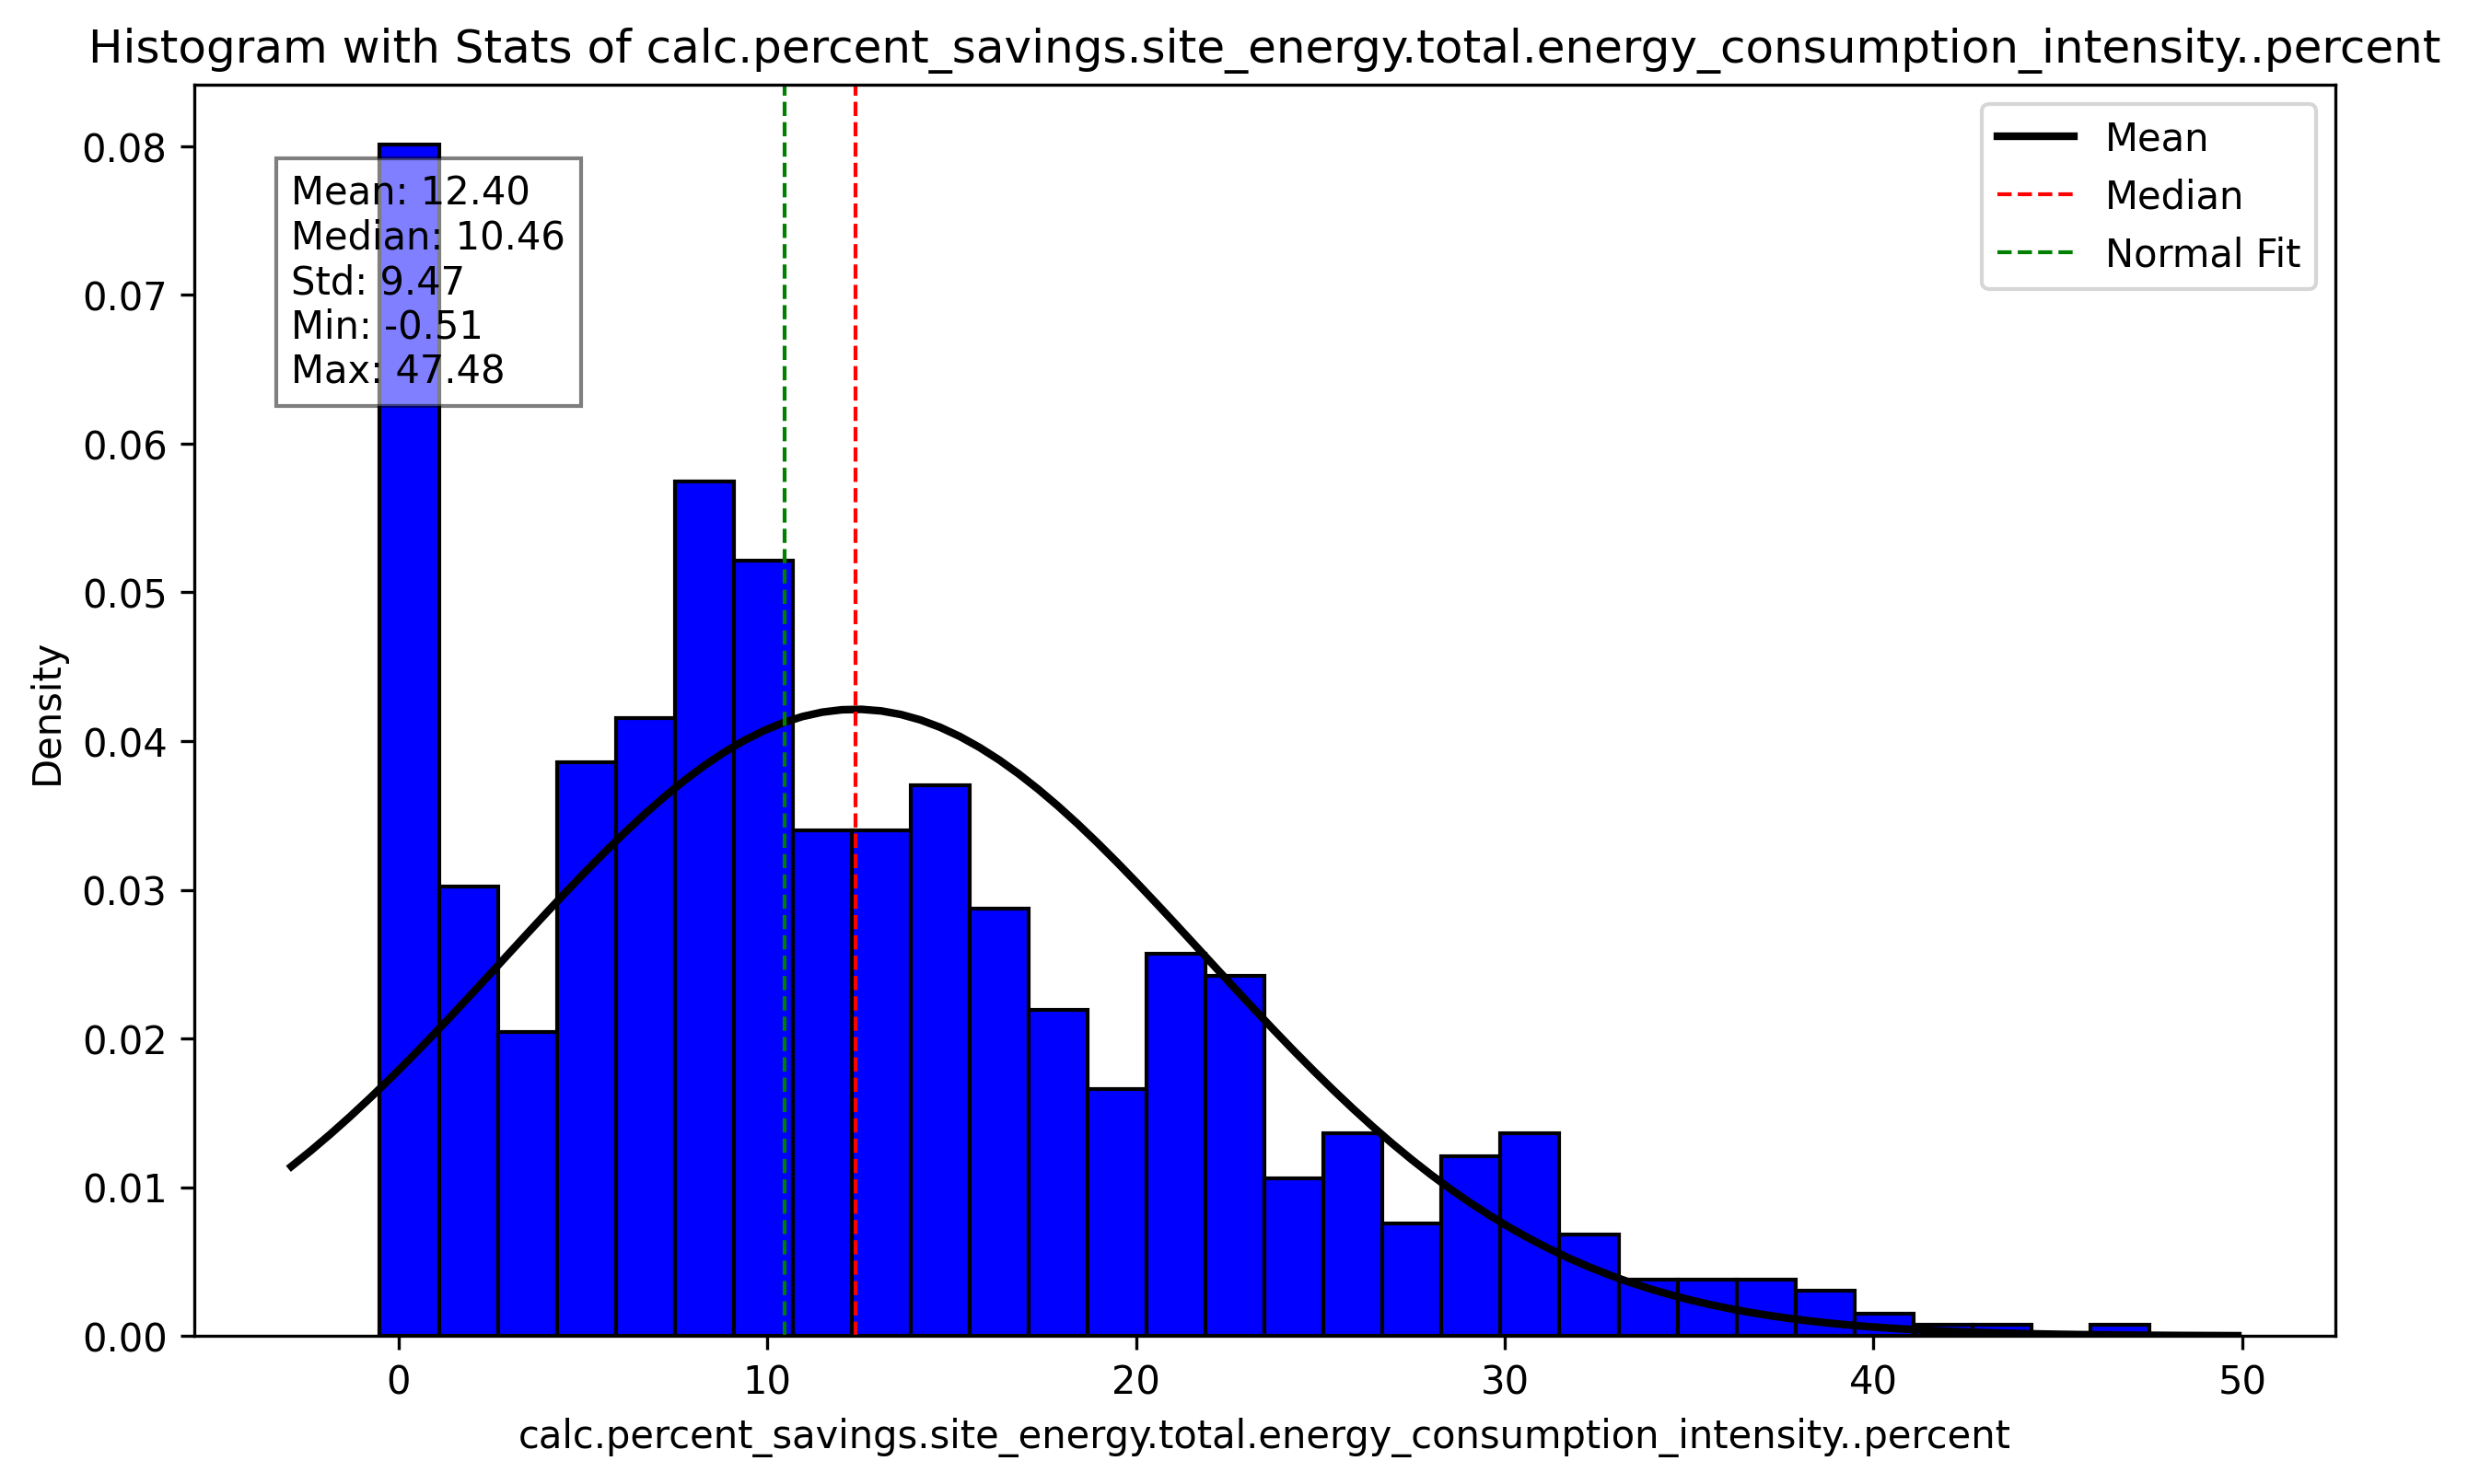 Histogram with Stats of calc.percent_savings.site_energy.total.energy_consumption_intensity..percent
Mean
Median
Normal Fit
Mean: 12.40
Median: 10.46
Std: 9.47
Min: -0.51
Max: 47.48
0.08
0.07
0.06
0.05
0.04
0.03
0.02
0.01
0.00
Density
0 10 20 30 40 50
calc.percent_savings.site_energy.total.energy_consumption_intensity..percent